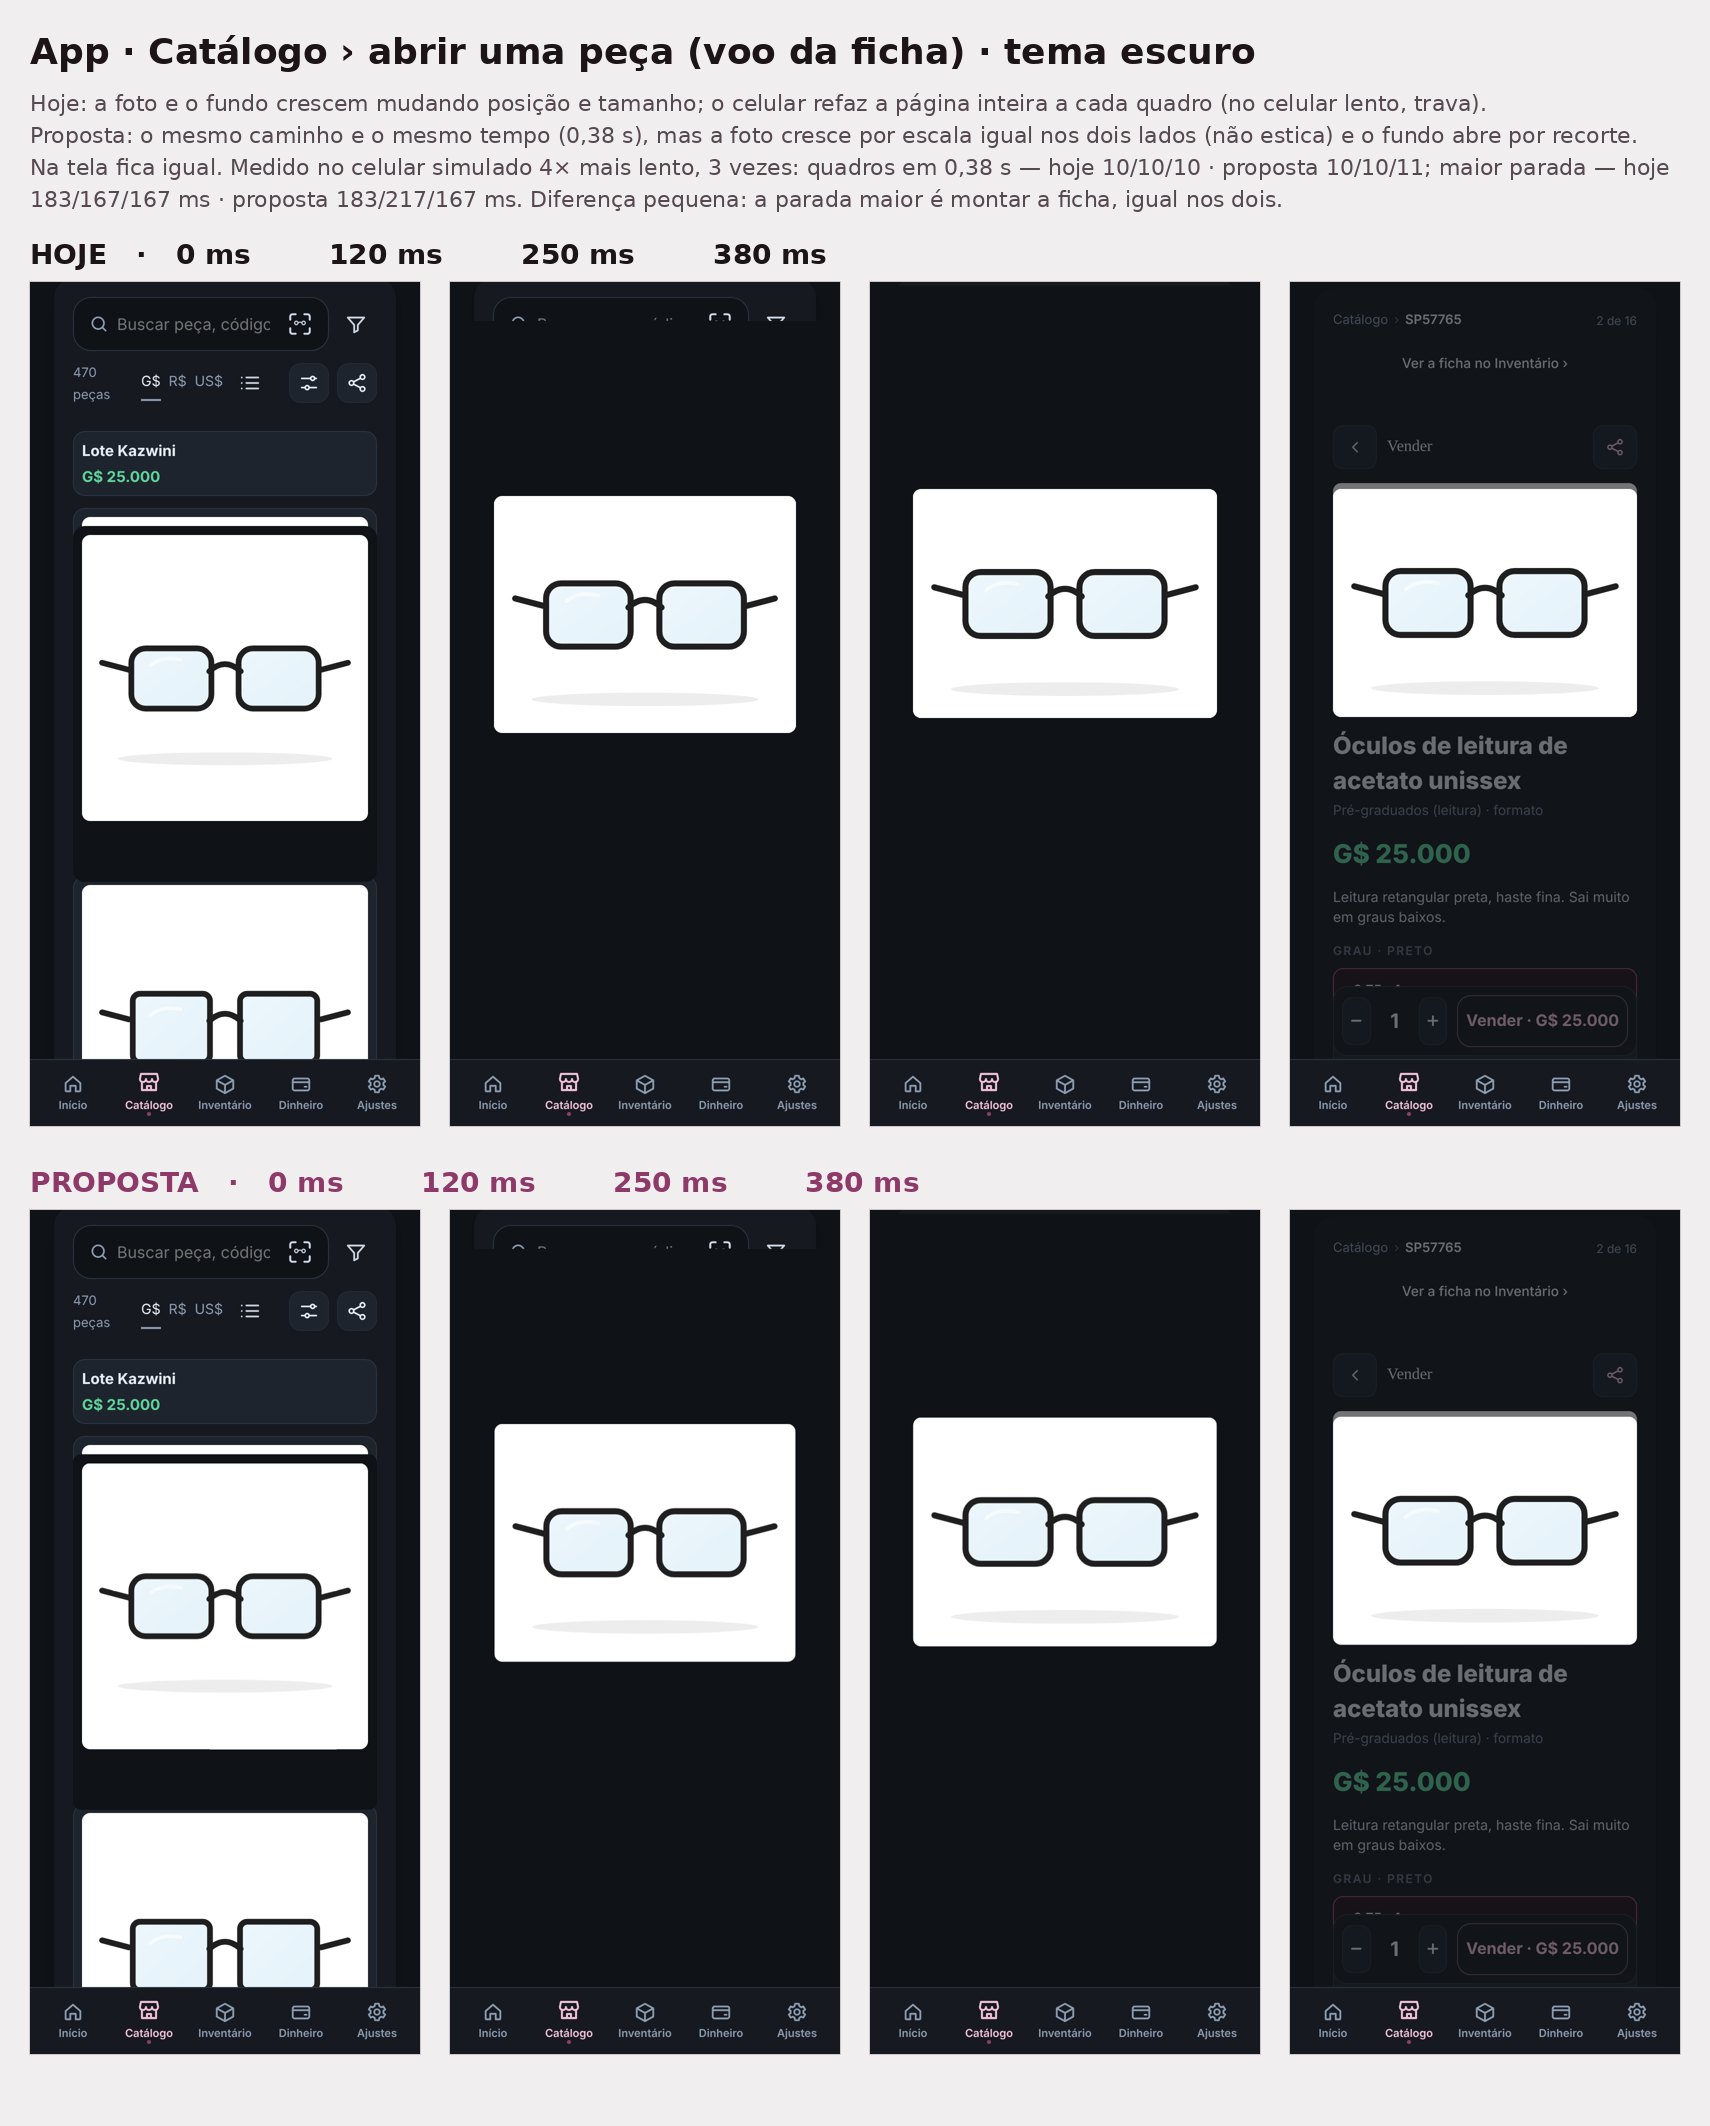 App · Catálogo › abrir uma peça (voo da ficha) · tema escuro
Hoje: a foto e o fundo crescem mudando posição e tamanho; o celular refaz a página inteira a cada quadro (no celular lento, trava).
Proposta: o mesmo caminho e o mesmo tempo (0,38 s), mas a foto cresce por escala igual nos dois lados (não estica) e o fundo abre por recorte.
Na tela fica igual. Medido no celular simulado 4× mais lento, 3 vezes: quadros em 0,38 s — hoje 10/10/10 · proposta 10/10/11; maior parada — hoje
183/167/167 ms · proposta 183/217/167 ms. Diferença pequena: a parada maior é montar a ficha, igual nos dois.
HOJE · 0 ms 120 ms 250 ms 380 ms
Buscar peça, código
470
peças
G$ R$ US$
Lote Kazwini
G$ 25.000
Início Catálogo Inventário Dinheiro Ajustes
Início Catálogo Inventário Dinheiro Ajustes
Início Catálogo Inventário Dinheiro Ajustes
Catálogo › SP57765 2 de 16
Ver a ficha no Inventário ›
Vender
Óculos de leitura de
acetato unissex
Pré-graduados (leitura) · formato
G$ 25.000
Leitura retangular preta, haste fina. Sai muito
em graus baixos.
GRAU · PRETO
− 1 + Vender · G$ 25.000
Início Catálogo Inventário Dinheiro Ajustes
PROPOSTA · 0 ms 120 ms 250 ms 380 ms
Buscar peça, código
470
peças
G$ R$ US$
Lote Kazwini
G$ 25.000
Início Catálogo Inventário Dinheiro Ajustes
Início Catálogo Inventário Dinheiro Ajustes
Início Catálogo Inventário Dinheiro Ajustes
Catálogo › SP57765 2 de 16
Ver a ficha no Inventário ›
Vender
Óculos de leitura de
acetato unissex
Pré-graduados (leitura) · formato
G$ 25.000
Leitura retangular preta, haste fina. Sai muito
em graus baixos.
GRAU · PRETO
− 1 + Vender · G$ 25.000
Início Catálogo Inventário Dinheiro Ajustes